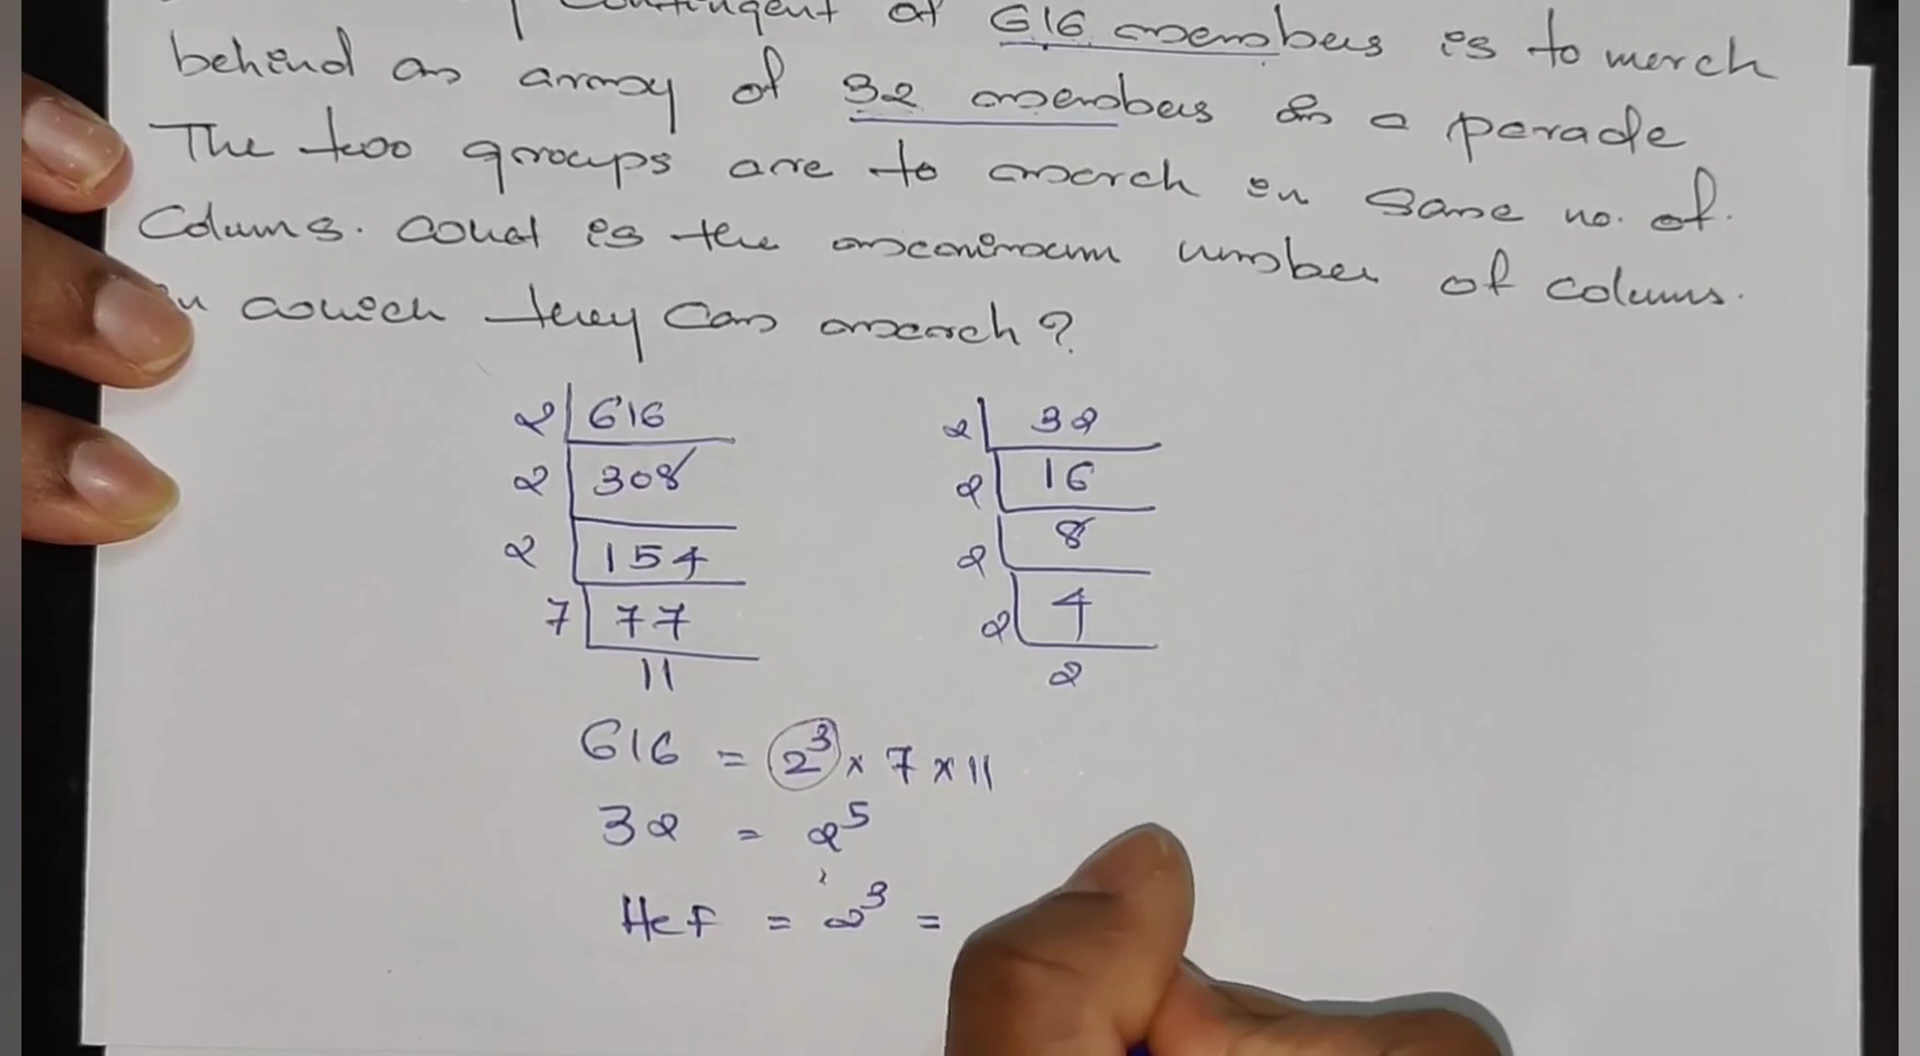 contingent of 616 members is to march
behind an army of 32 members in a parade
The two groups are to march in same no. of.
Colums. What is the maximum number of colums.
in which they can march?
2 616 2 32
2 308 2 16
2 154 2 8
7 77 2 4
11 2
616 = 2³ × 7 × 11
32 = 2⁵
HCF = 2³ =